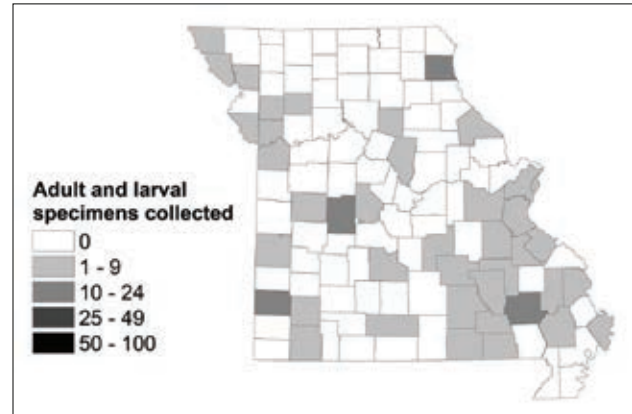 Adult and larval
specimens collected
0
1 - 9
10 - 24
25 - 49
50 - 100